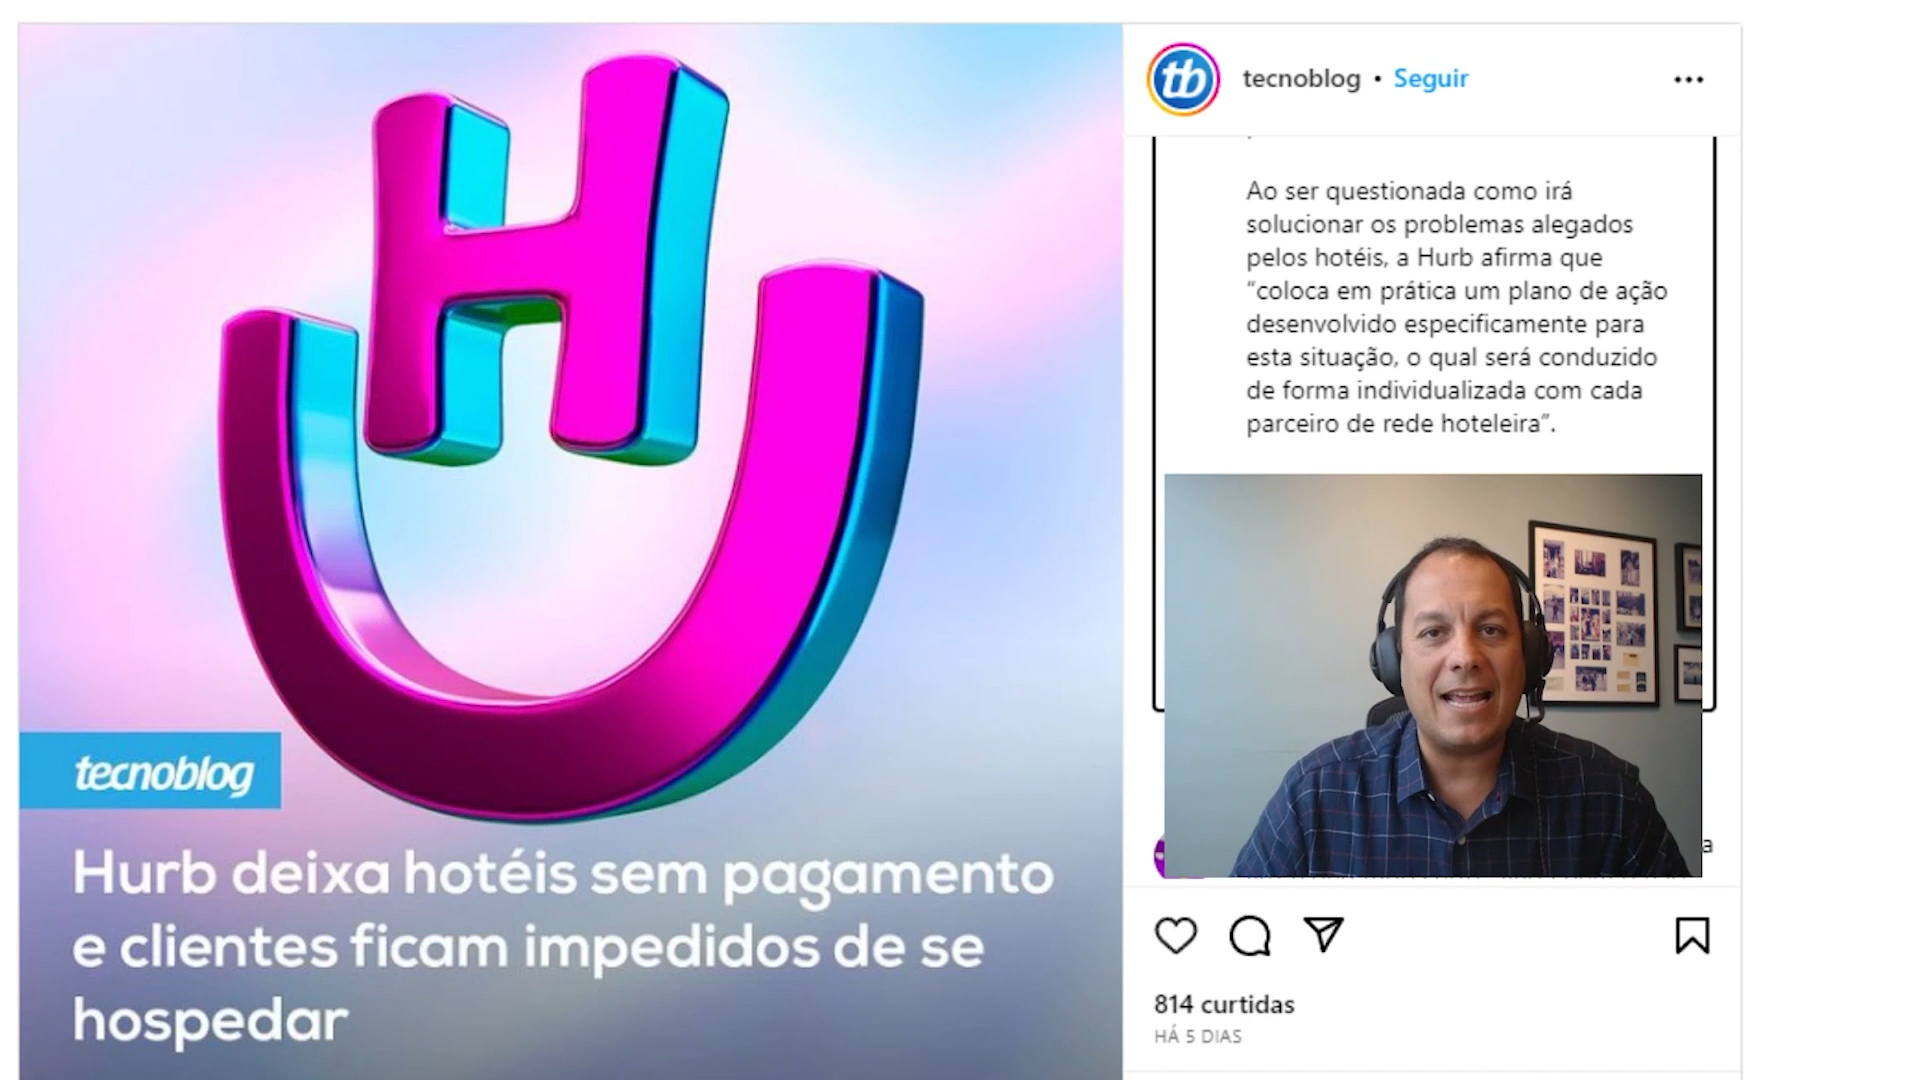 tecnoblog
Hurb deixa hotéis sem pagamento
e clientes ficam impedidos de se
hospedar
tb
tecnoblog • Seguir
Ao ser questionada como irá
solucionar os problemas alegados
pelos hotéis, a Hurb afirma que
“coloca em prática um plano de ação
desenvolvido especificamente para
esta situação, o qual será conduzido
de forma individualizada com cada
parceiro de rede hoteleira”.
814 curtidas
HÁ 5 DIAS